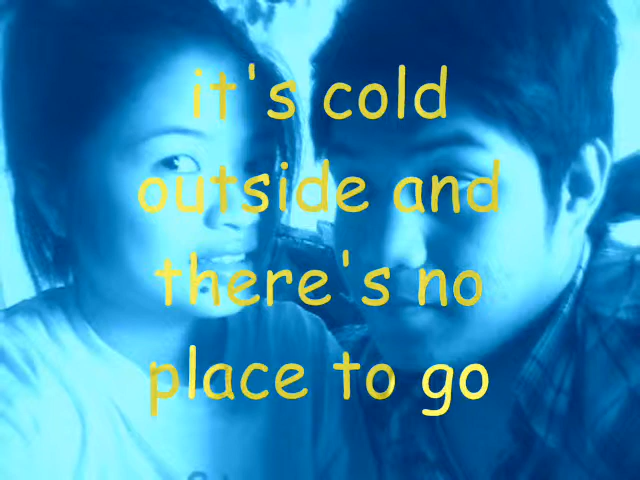 it's cold
outside and
there's no
place to go